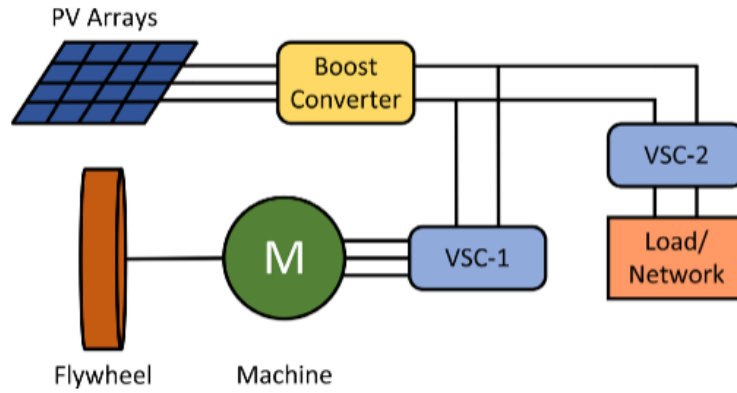 PV Arrays
Boost
Converter
VSC-2
M
VSC-1
Load/
Network
Flywheel
Machine